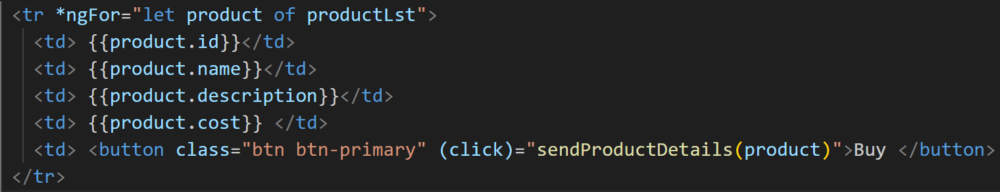 <tr *ngFor="let product of productLst">
<td> {{product.id}}</td>
<td> {{product.name}}</td>
<td> {{product.description}}</td>
<td> {{product.cost}} </td>
<td> <button class="btn btn-primary" (click)="sendProductDetails(product)">Buy </button>
</tr>